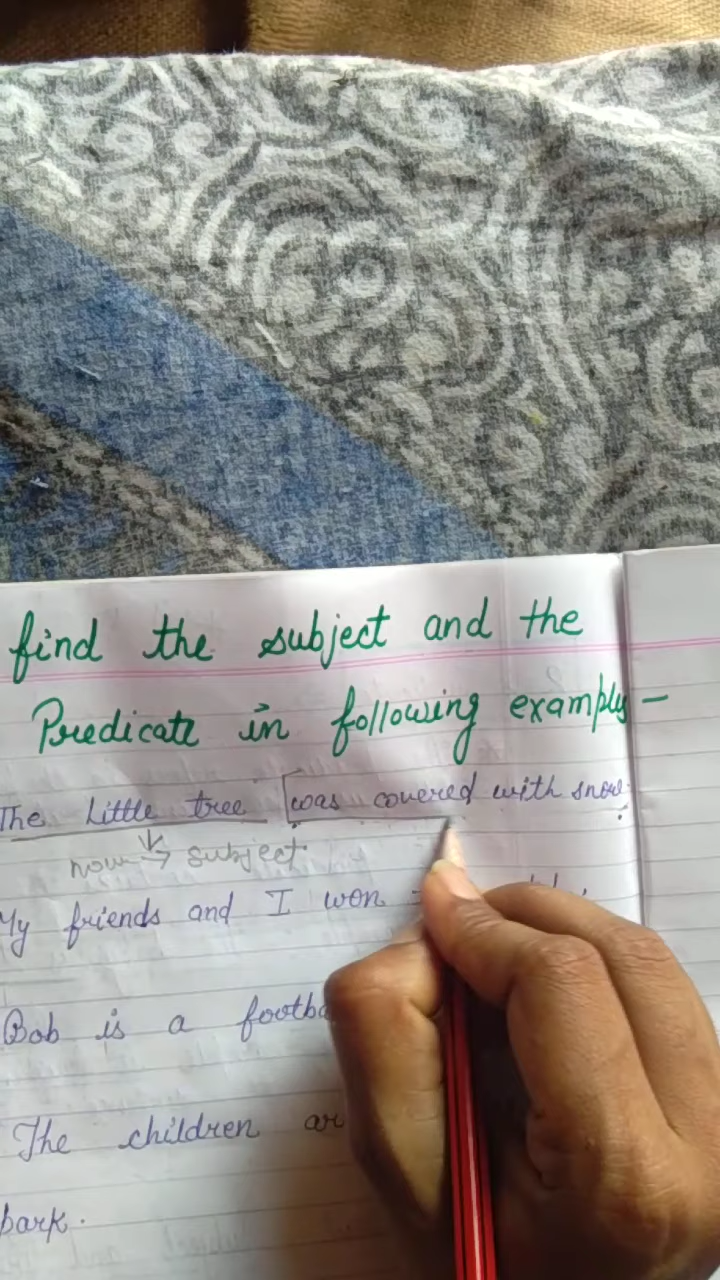 find the subject and the
Predicate in following examples -
The little tree was covered with snow.
noun → subject
My friends and I won
Bob is a footba
The children ar
park.